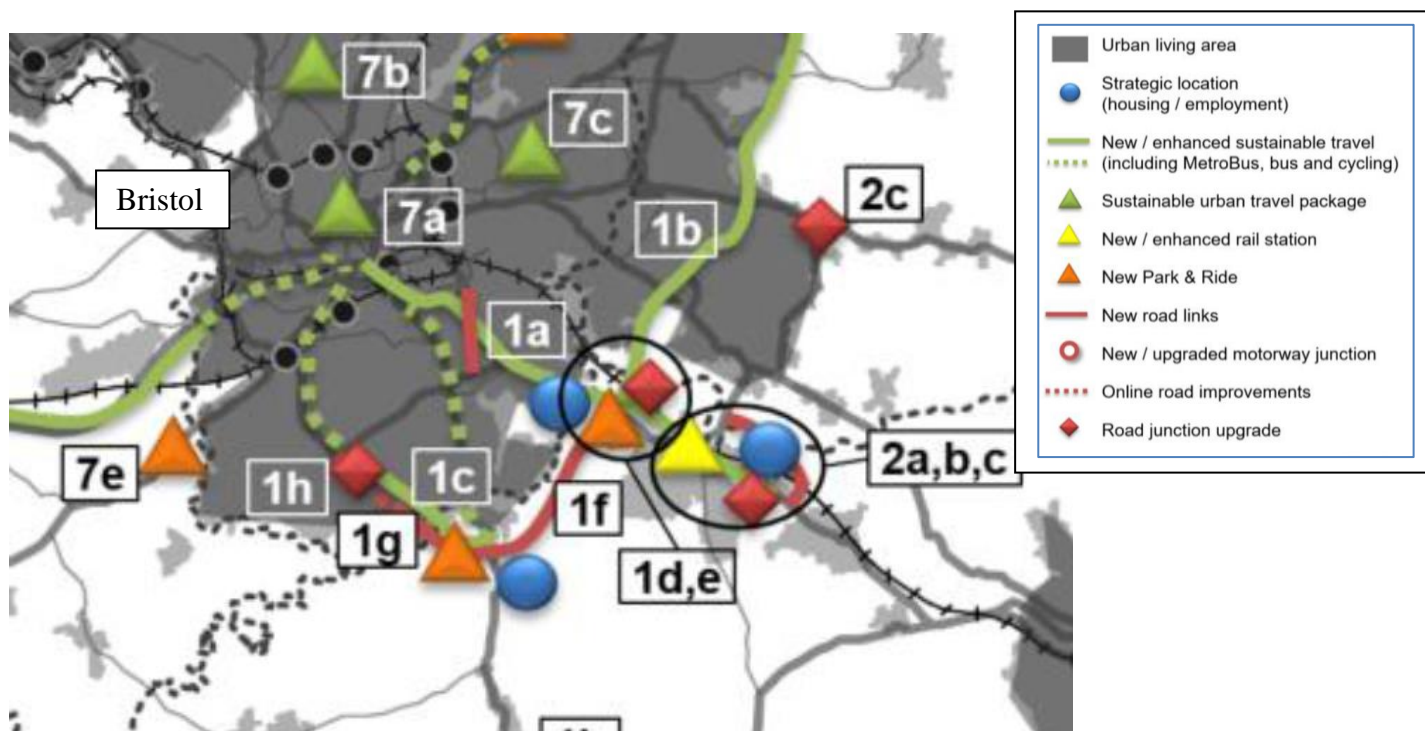 7b
7c
Bristol
7a
2c
1b
1a
7e
1h
1c
2a,b,c
1f
1g
1d,e
Urban living area
Strategic location
(housing / employment)
New / enhanced sustainable travel
(including MetroBus, bus and cycling)
Sustainable urban travel package
New / enhanced rail station
New Park & Ride
New road links
New / upgraded motorway junction
Online road improvements
Road junction upgrade